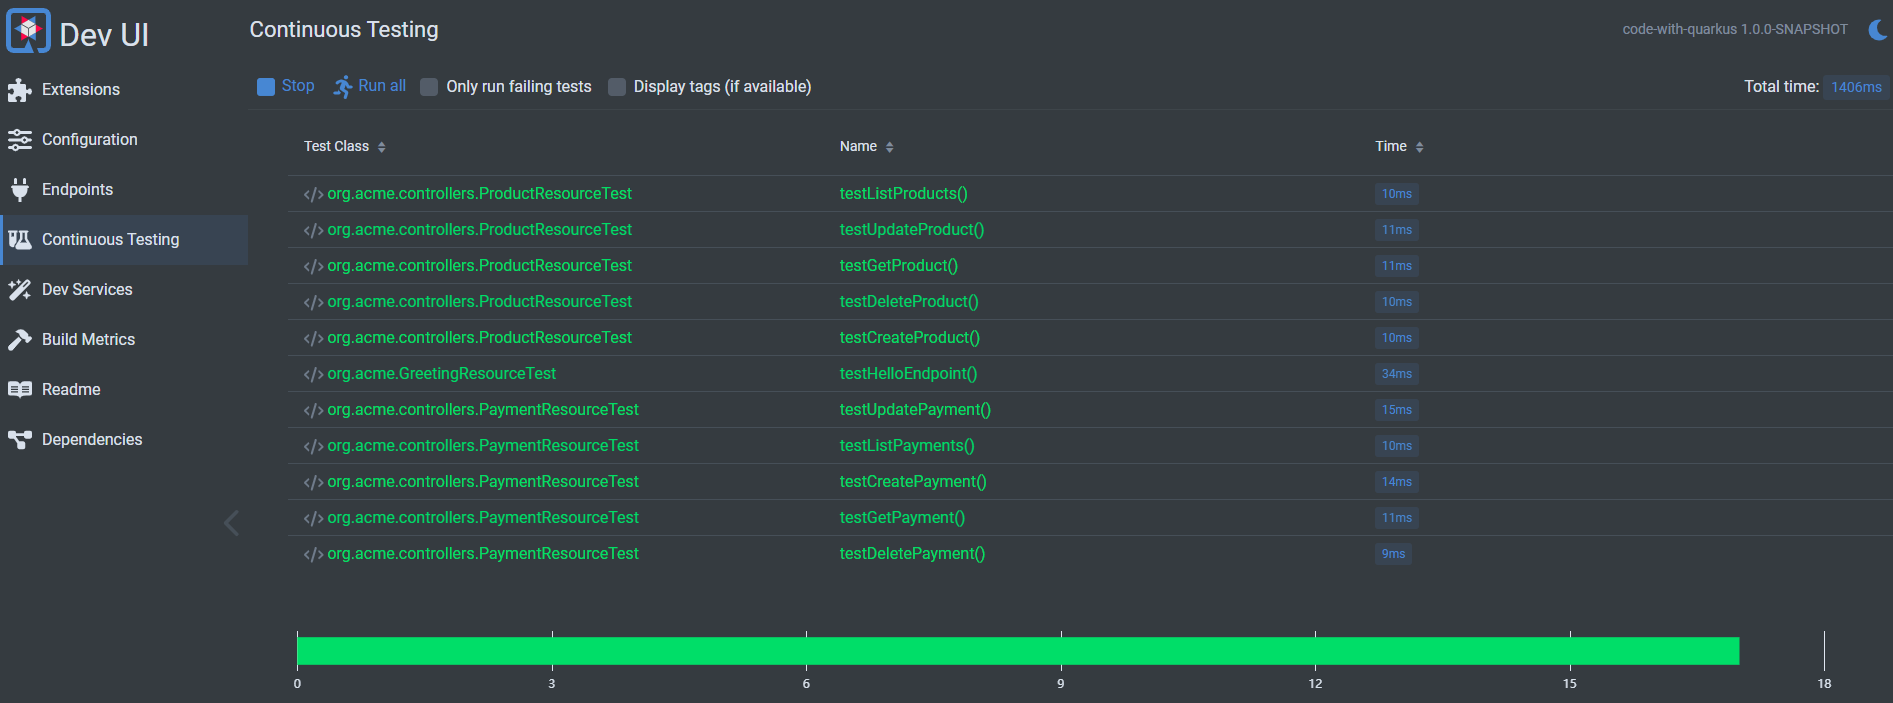 Dev UI
Continuous Testing
code-with-quarkus 1.0.0-SNAPSHOT
Extensions
Configuration
Endpoints
Continuous Testing
Dev Services
Build Metrics
Readme
Dependencies
Stop Run all Only run failing tests Display tags (if available) Total time: 1406ms
Test Class Name Time
</> org.acme.controllers.ProductResourceTest testListProducts() 10ms
</> org.acme.controllers.ProductResourceTest testUpdateProduct() 11ms
</> org.acme.controllers.ProductResourceTest testGetProduct() 11ms
</> org.acme.controllers.ProductResourceTest testDeleteProduct() 10ms
</> org.acme.controllers.ProductResourceTest testCreateProduct() 10ms
</> org.acme.GreetingResourceTest testHelloEndpoint() 34ms
</> org.acme.controllers.PaymentResourceTest testUpdatePayment() 15ms
</> org.acme.controllers.PaymentResourceTest testListPayments() 10ms
</> org.acme.controllers.PaymentResourceTest testCreatePayment() 14ms
</> org.acme.controllers.PaymentResourceTest testGetPayment() 11ms
</> org.acme.controllers.PaymentResourceTest testDeletePayment() 9ms
0 3 6 9 12 15 18